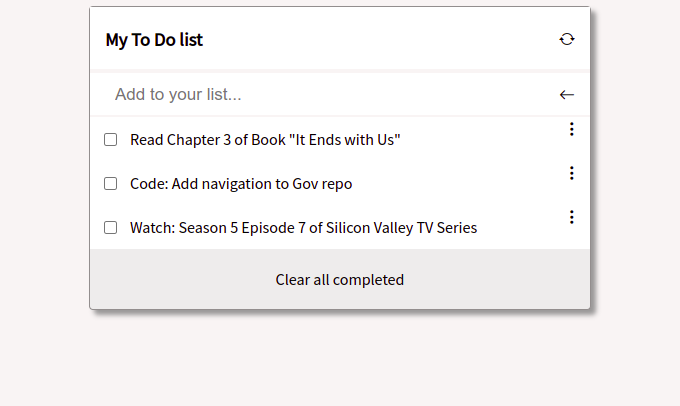 My To Do list
Add to your list...
Read Chapter 3 of Book "It Ends with Us"
Code: Add navigation to Gov repo
Watch: Season 5 Episode 7 of Silicon Valley TV Series
Clear all completed